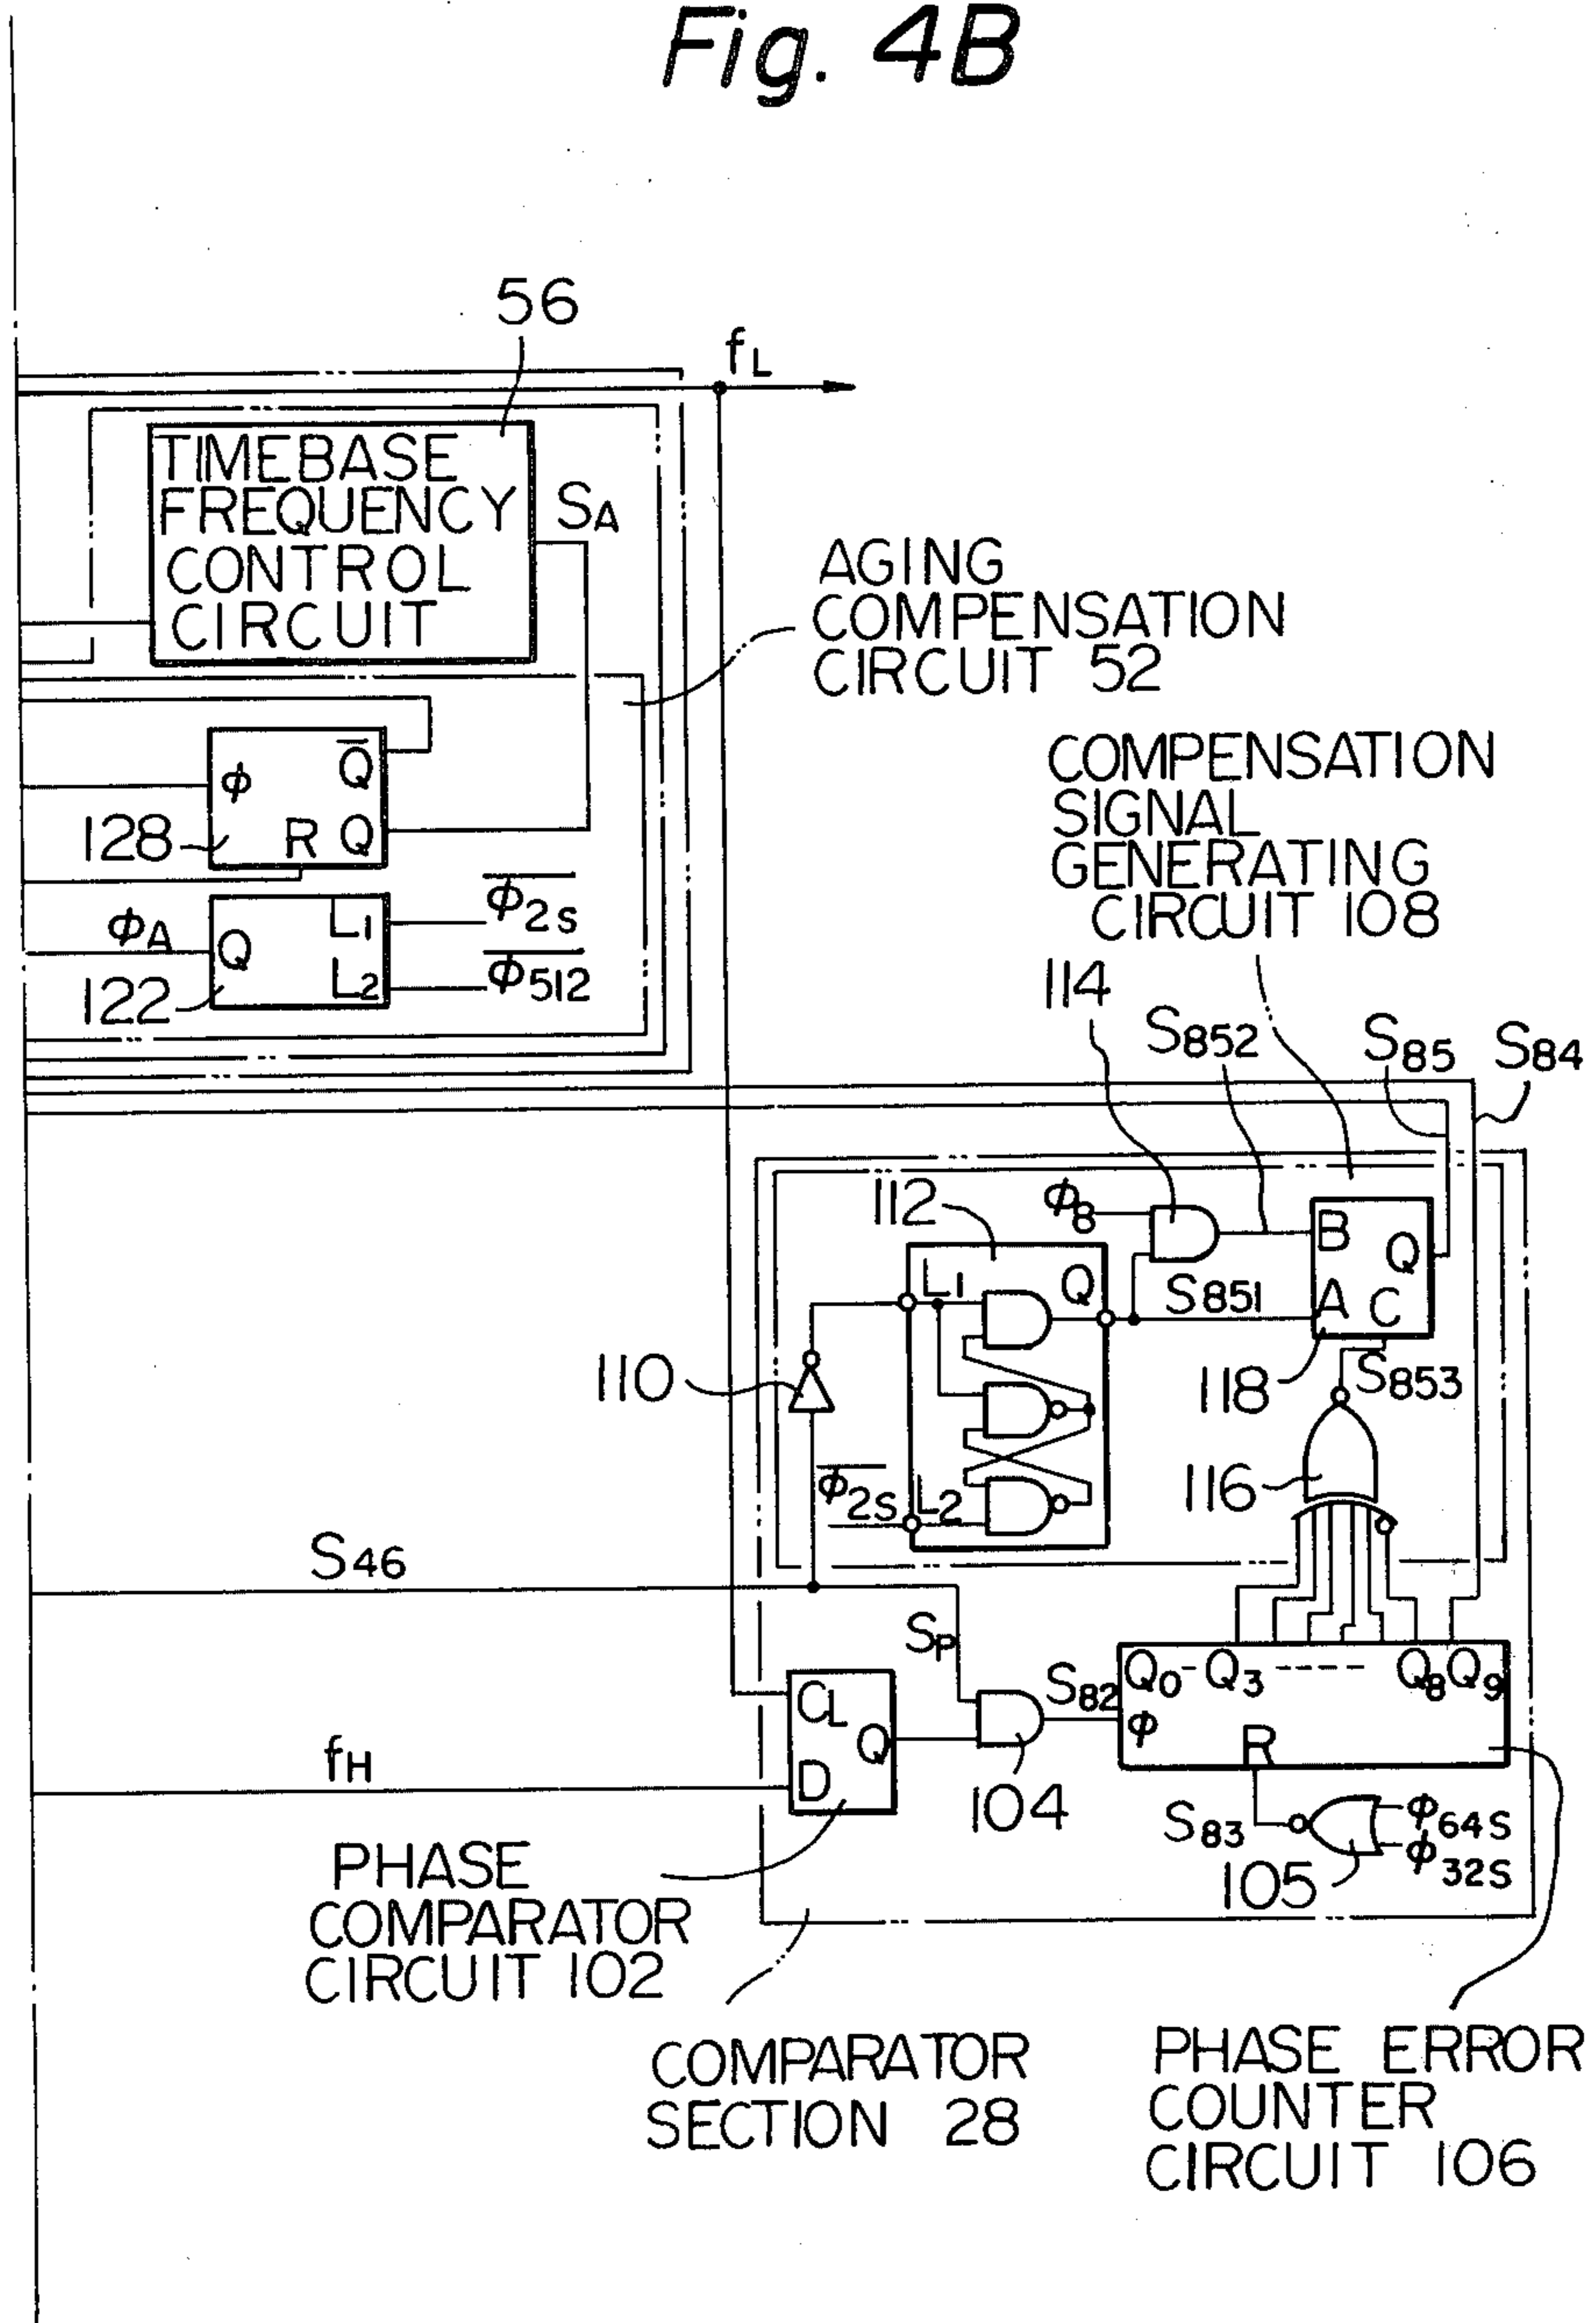 Fig. 4B
56
fL
TIMEBASE
FREQUENCY
CONTROL
CIRCUIT
SA
AGING
COMPENSATION
CIRCUIT 52
COMPENSATION
SIGNAL
GENERATING
CIRCUIT 108
ϕ
Q̅
R
Q
128
ϕA
Q
L1
L2
ϕ̅2S
ϕ̅512
122
114
S852
S85
S84
112
ϕ8
B
Q
A
C
L1
Q
S851
110
118
S853
ϕ̅2S
L2
116
S46
SP
S82
Q0-Q3 ----- Q8 Q9
ϕ
R
CL
Q
D
fH
104
S83
ϕ64S
ϕ32S
105
PHASE
COMPARATOR
CIRCUIT 102
COMPARATOR
SECTION 28
PHASE ERROR
COUNTER
CIRCUIT 106